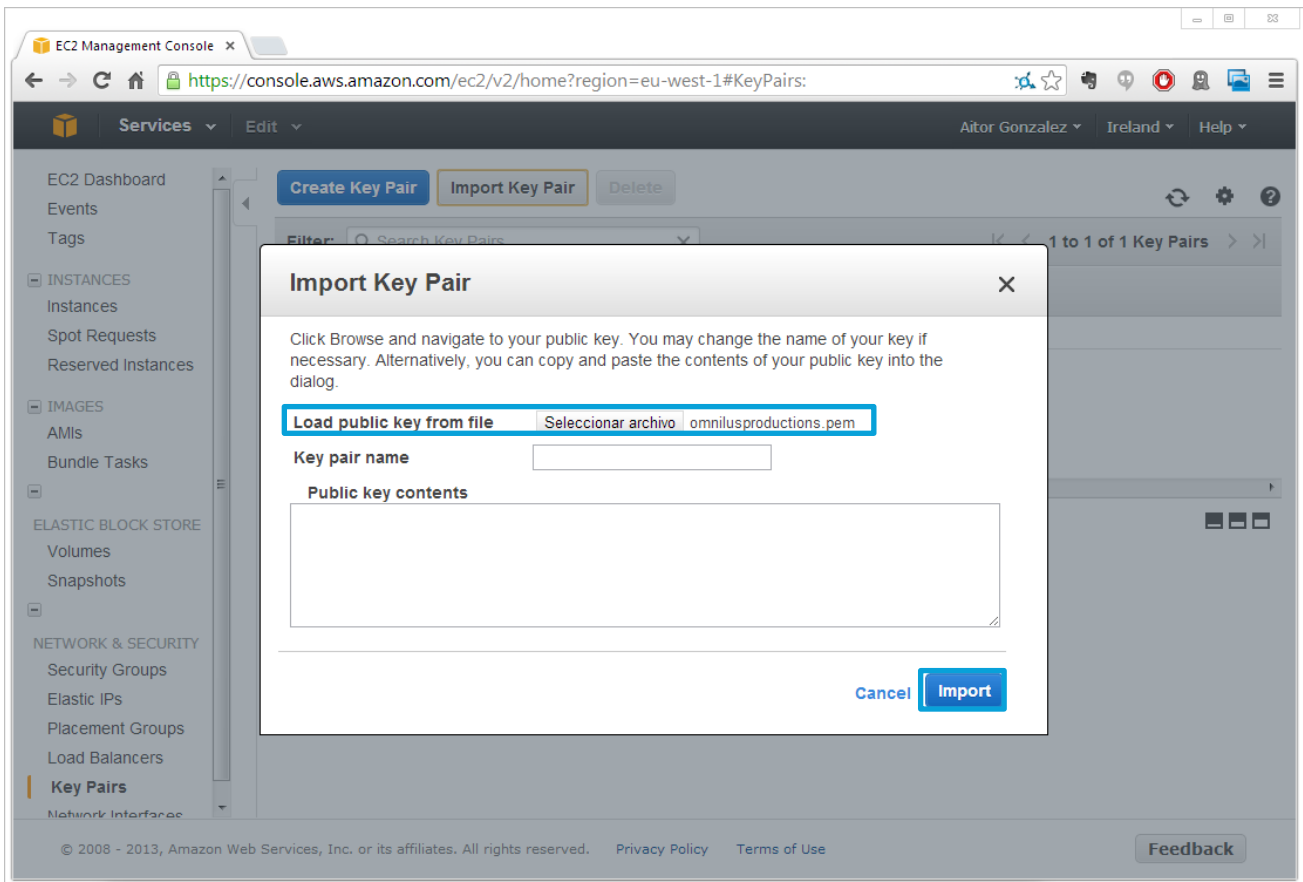 EC2 Management Console
https://console.aws.amazon.com/ec2/v2/home?region=eu-west-1#KeyPairs:
Services Edit Aitor Gonzalez Ireland Help
EC2 Dashboard
Events
Tags
INSTANCES
Instances
Spot Requests
Reserved Instances
IMAGES
AMIs
Bundle Tasks
ELASTIC BLOCK STORE
Volumes
Snapshots
NETWORK & SECURITY
Security Groups
Elastic IPs
Placement Groups
Load Balancers
Key Pairs
Network Interfaces
Create Key Pair Import Key Pair Delete
Filter: Search Key Pairs 1 to 1 of 1 Key Pairs
Import Key Pair
Click Browse and navigate to your public key. You may change the name of your key if
necessary. Alternatively, you can copy and paste the contents of your public key into the
dialog.
Load public key from file Seleccionar archivo omnilusproductions.pem
Key pair name
Public key contents
Cancel Import
© 2008 - 2013, Amazon Web Services, Inc. or its affiliates. All rights reserved. Privacy Policy Terms of Use Feedback